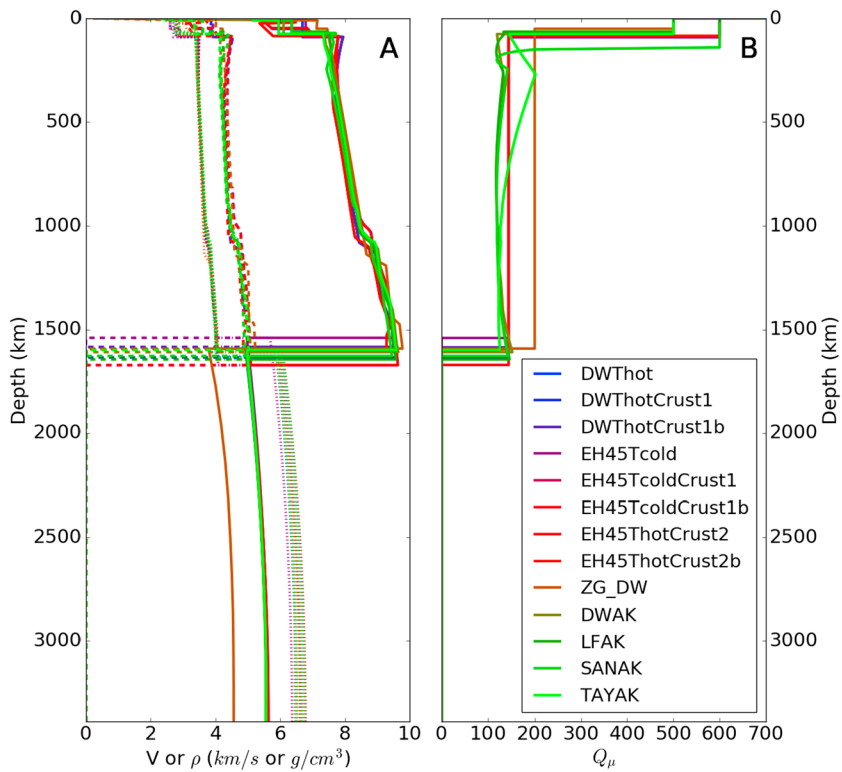 A
B
0
500
1000
1500
2000
2500
3000
Depth (km)
0 2 4 6 8 10
V or ρ (km/s or g/cm³)
0
500
1000
1500
2000
2500
3000
Depth (km)
0 100 200 300 400 500 600 700
Qμ
DWThot
DWThotCrust1
DWThotCrust1b
EH45Tcold
EH45TcoldCrust1
EH45TcoldCrust1b
EH45ThotCrust2
EH45ThotCrust2b
ZG_DW
DWAK
LFAK
SANAK
TAYAK